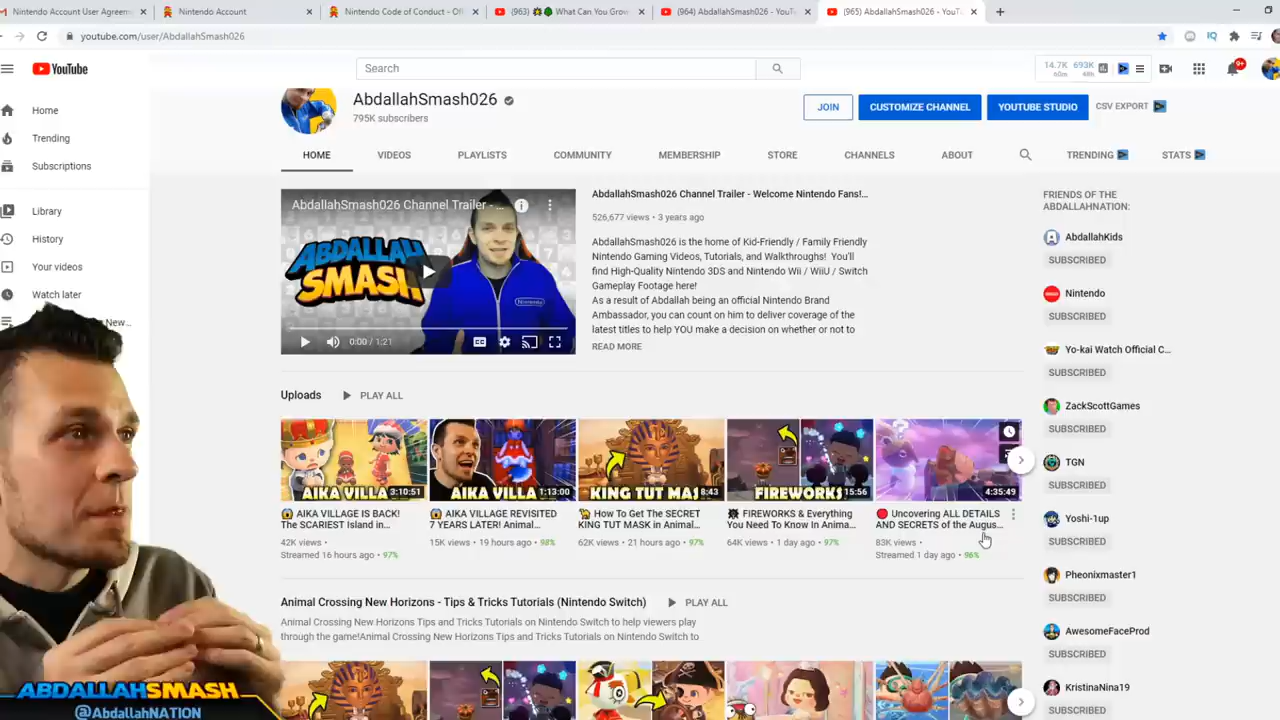 Nintendo Account User Agreem
Nintendo Account
Nintendo Code of Conduct - Offi
(963) What Can You Grow
(964) AbdallahSmash026 - YouTu
(965) AbdallahSmash026 - YouTu
youtube.com/user/AbdallahSmash026
YouTube
Search
14.7K 693K
60m 48h
9+
Home
Trending
Subscriptions
Library
History
Your videos
Watch later
New...
AbdallahSmash026
795K subscribers
JOIN
CUSTOMIZE CHANNEL
YOUTUBE STUDIO
CSV EXPORT
HOME
VIDEOS
PLAYLISTS
COMMUNITY
MEMBERSHIP
STORE
CHANNELS
ABOUT
TRENDING
STATS
AbdallahSmash026 Channel Trailer - ...
ABDALLAH
SMASH
Nintendo
0:00 / 1:21
AbdallahSmash026 Channel Trailer - Welcome Nintendo Fans!...
526,677 views • 3 years ago
AbdallahSmash026 is the home of Kid-Friendly / Family Friendly
Nintendo Gaming Videos, Tutorials, and Walkthroughs! You'll
find High-Quality Nintendo 3DS and Nintendo Wii / WiiU / Switch
Gameplay Footage here!
As a result of Abdallah being an official Nintendo Brand
Ambassador, you can count on him to deliver coverage of the
latest titles to help YOU make a decision on whether or not to
READ MORE
FRIENDS OF THE
ABDALLAHNATION:
AbdallahKids
SUBSCRIBED
Nintendo
SUBSCRIBED
Yo-kai Watch Official C...
SUBSCRIBED
ZackScottGames
SUBSCRIBED
TGN
SUBSCRIBED
Yoshi-1up
SUBSCRIBED
Pheonixmaster1
SUBSCRIBED
AwesomeFaceProd
SUBSCRIBED
KristinaNina19
SUBSCRIBED
Uploads
PLAY ALL
AIKA VILLA
3:10:51
AIKA VILLAGE IS BACK!
The SCARIEST Island in...
42K views •
Streamed 16 hours ago • 97%
AIKA VILLA
1:13:00
AIKA VILLAGE REVISITED
7 YEARS LATER! Animal...
15K views • 19 hours ago • 98%
KING TUT MAS
8:43
How To Get The SECRET
KING TUT MASK in Animal...
62K views • 21 hours ago • 97%
FIREWORKS
15:56
FIREWORKS & Everything
You Need To Know In Anima...
64K views • 1 day ago • 97%
4:35:49
Uncovering ALL DETAILS
AND SECRETS of the Augus...
83K views •
Streamed 1 day ago • 96%
Animal Crossing New Horizons - Tips & Tricks Tutorials (Nintendo Switch)
PLAY ALL
Animal Crossing New Horizons Tips and Tricks Tutorials on Nintendo Switch to help viewers play
through the game!Animal Crossing New Horizons Tips and Tricks Tutorials on Nintendo Switch to
ABDALLAHSMASH
@AbdallahNATION